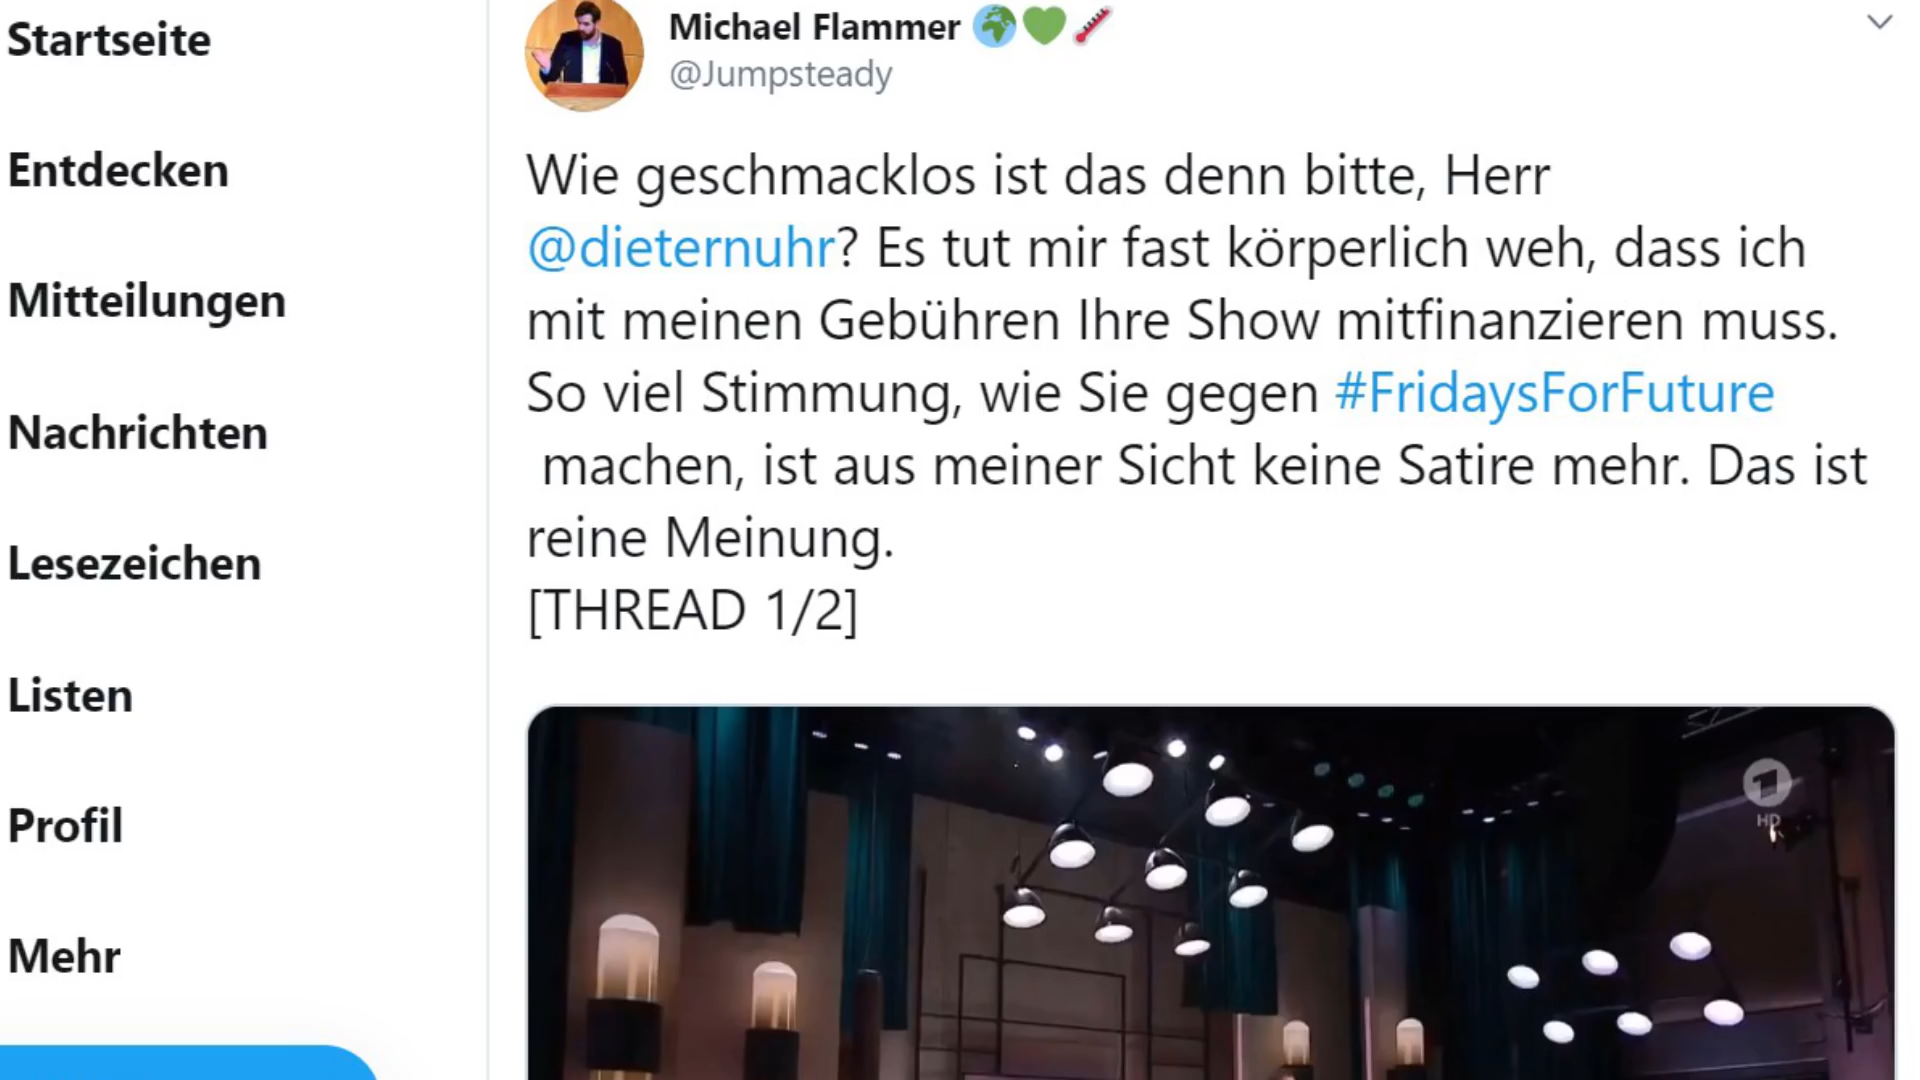 Startseite
Entdecken
Mitteilungen
Nachrichten
Lesezeichen
Listen
Profil
Mehr
Michael Flammer
@Jumpsteady
Wie geschmacklos ist das denn bitte, Herr
@dieternuhr? Es tut mir fast körperlich weh, dass ich
mit meinen Gebühren Ihre Show mitfinanzieren muss.
So viel Stimmung, wie Sie gegen #FridaysForFuture
machen, ist aus meiner Sicht keine Satire mehr. Das ist
reine Meinung.
[THREAD 1/2]
1
HD